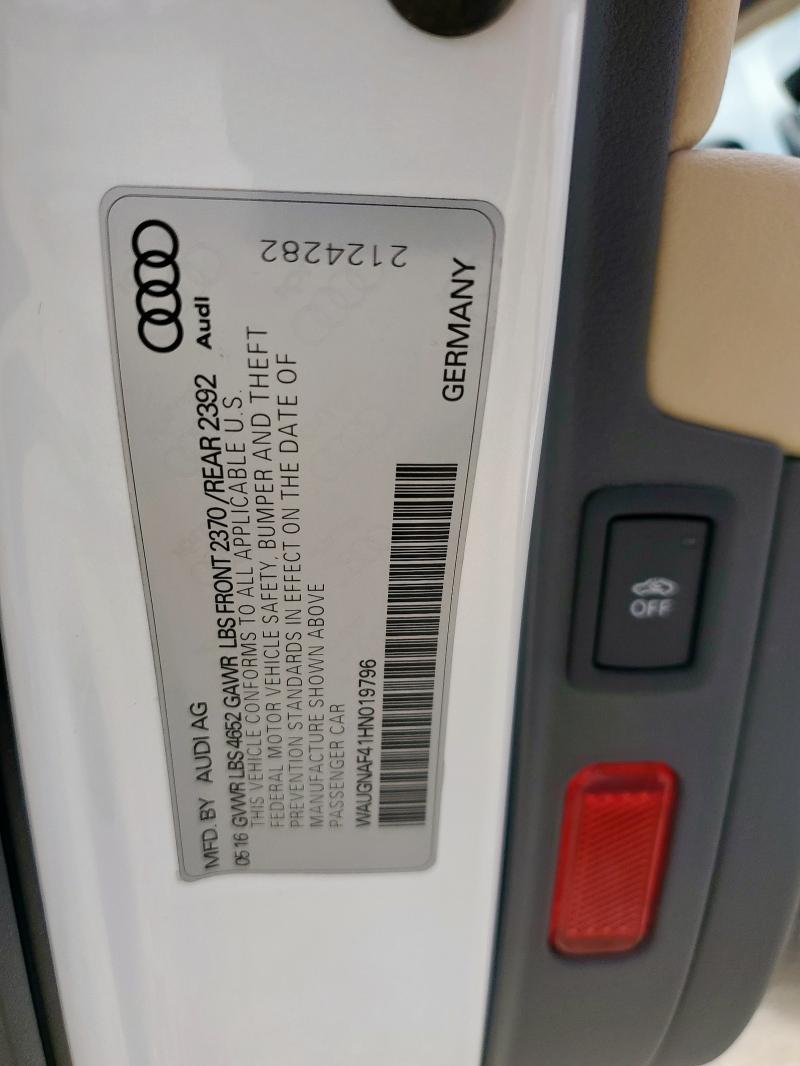 MFD. BY AUDI AG
Audi
05 16 GVWR LBS 4652 GAWR LBS FRONT 2370 /REAR 2392
THIS VEHICLE CONFORMS TO ALL APPLICABLE U.S.
FEDERAL MOTOR VEHICLE SAFETY, BUMPER AND THEFT
PREVENTION STANDARDS IN EFFECT ON THE DATE OF
MANUFACTURE SHOWN ABOVE
PASSENGER CAR
2124282
WAUGNAF41HN019796
GERMANY
OFF